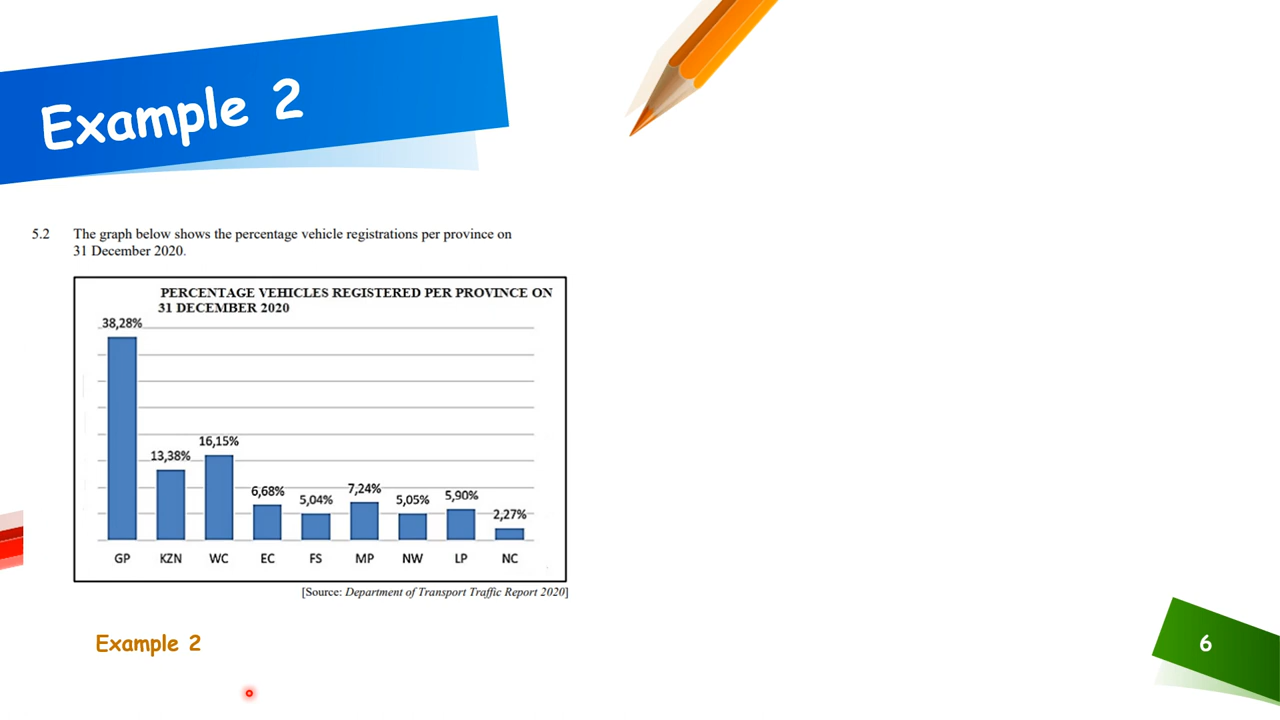 Example 2
5.2 The graph below shows the percentage vehicle registrations per province on
31 December 2020.
PERCENTAGE VEHICLES REGISTERED PER PROVINCE ON
31 DECEMBER 2020
38,28%
13,38%
16,15%
6,68%
5,04%
7,24%
5,05%
5,90%
2,27%
GP KZN WC EC FS MP NW LP NC
[Source: Department of Transport Traffic Report 2020]
Example 2
6